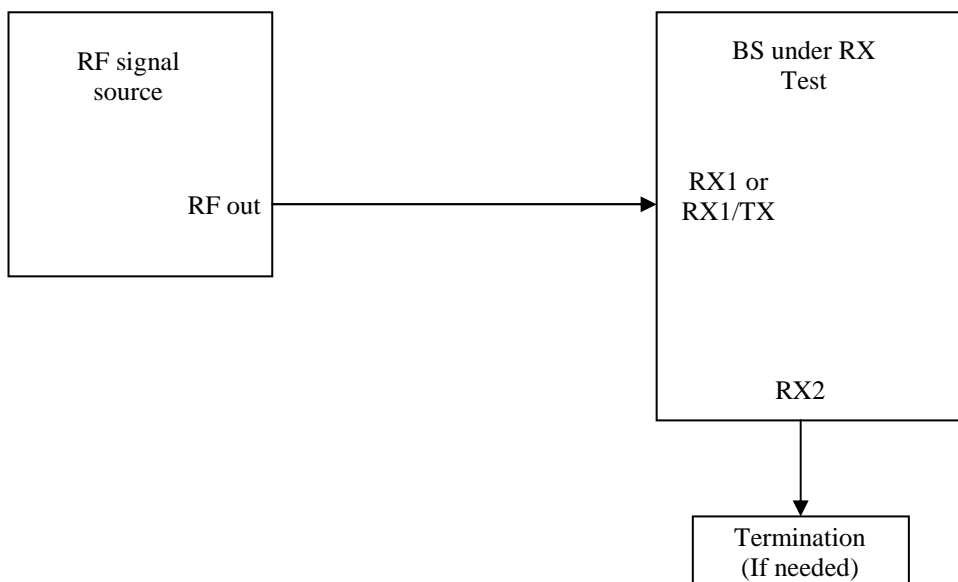 RF signal
source
RF out
BS under RX
Test
RX1 or
RX1/TX
RX2
Termination
(If needed)